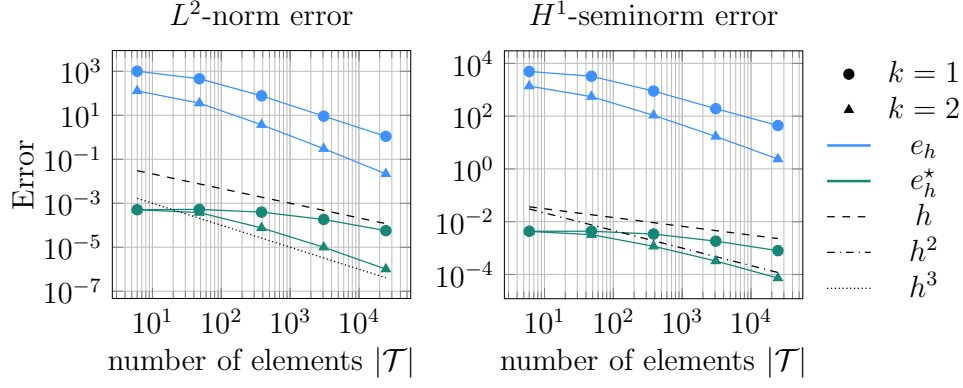 L²-norm error
H¹-seminorm error
10³
10¹
10⁻¹
10⁻³
10⁻⁵
10⁻⁷
Error
10¹ 10² 10³ 10⁴
number of elements |𝒯|
10⁴
10²
10⁰
10⁻²
10⁻⁴
10¹ 10² 10³ 10⁴
number of elements |𝒯|
k = 1
k = 2
eₕ
eₕ⋆
h
h²
h³